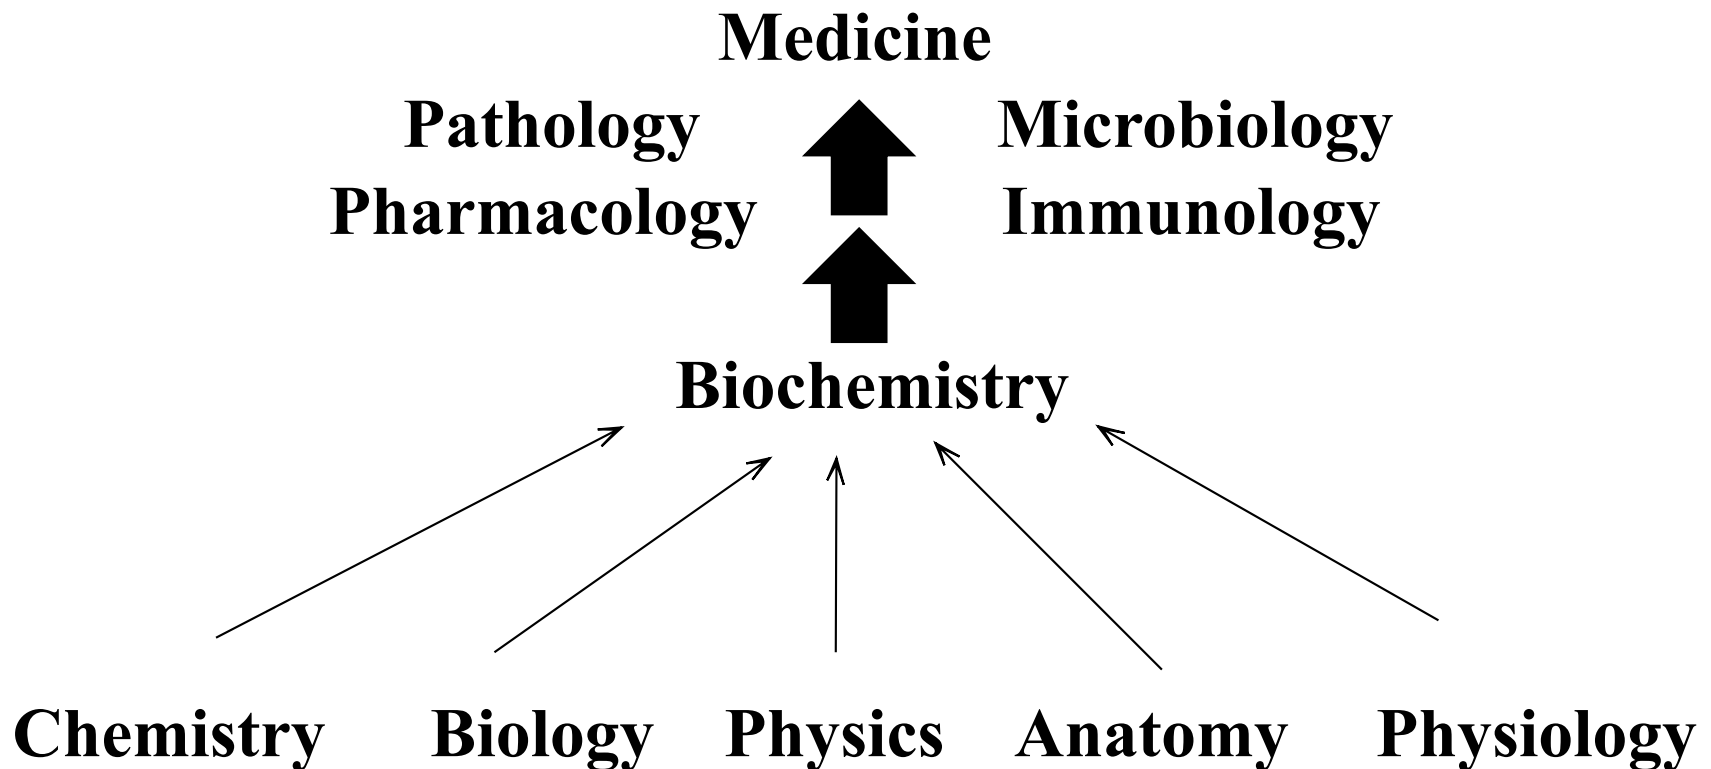 Medicine
Pathology Microbiology
Pharmacology Immunology
Biochemistry
Chemistry Biology Physics Anatomy Physiology